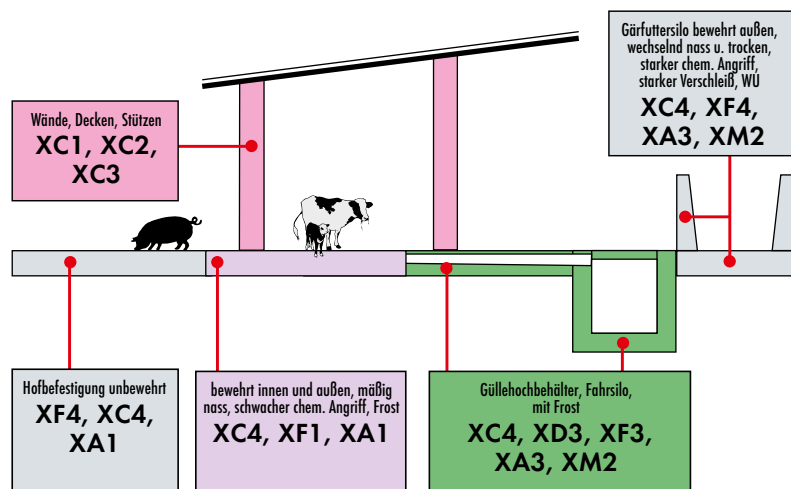 Gärfuttersilo bewehrt außen,
wechselnd nass u. trocken,
starker chem. Angriff,
starker Verschleiß, WU
XC4, XF4,
XA3, XM2
Wände, Decken, Stützen
XC1, XC2,
XC3
Hofbefestigung unbewehrt
XF4, XC4,
XA1
bewehrt innen und außen, mäßig
nass, schwacher chem. Angriff, Frost
XC4, XF1, XA1
Güllehochbehälter, Fahrsilo,
mit Frost
XC4, XD3, XF3,
XA3, XM2